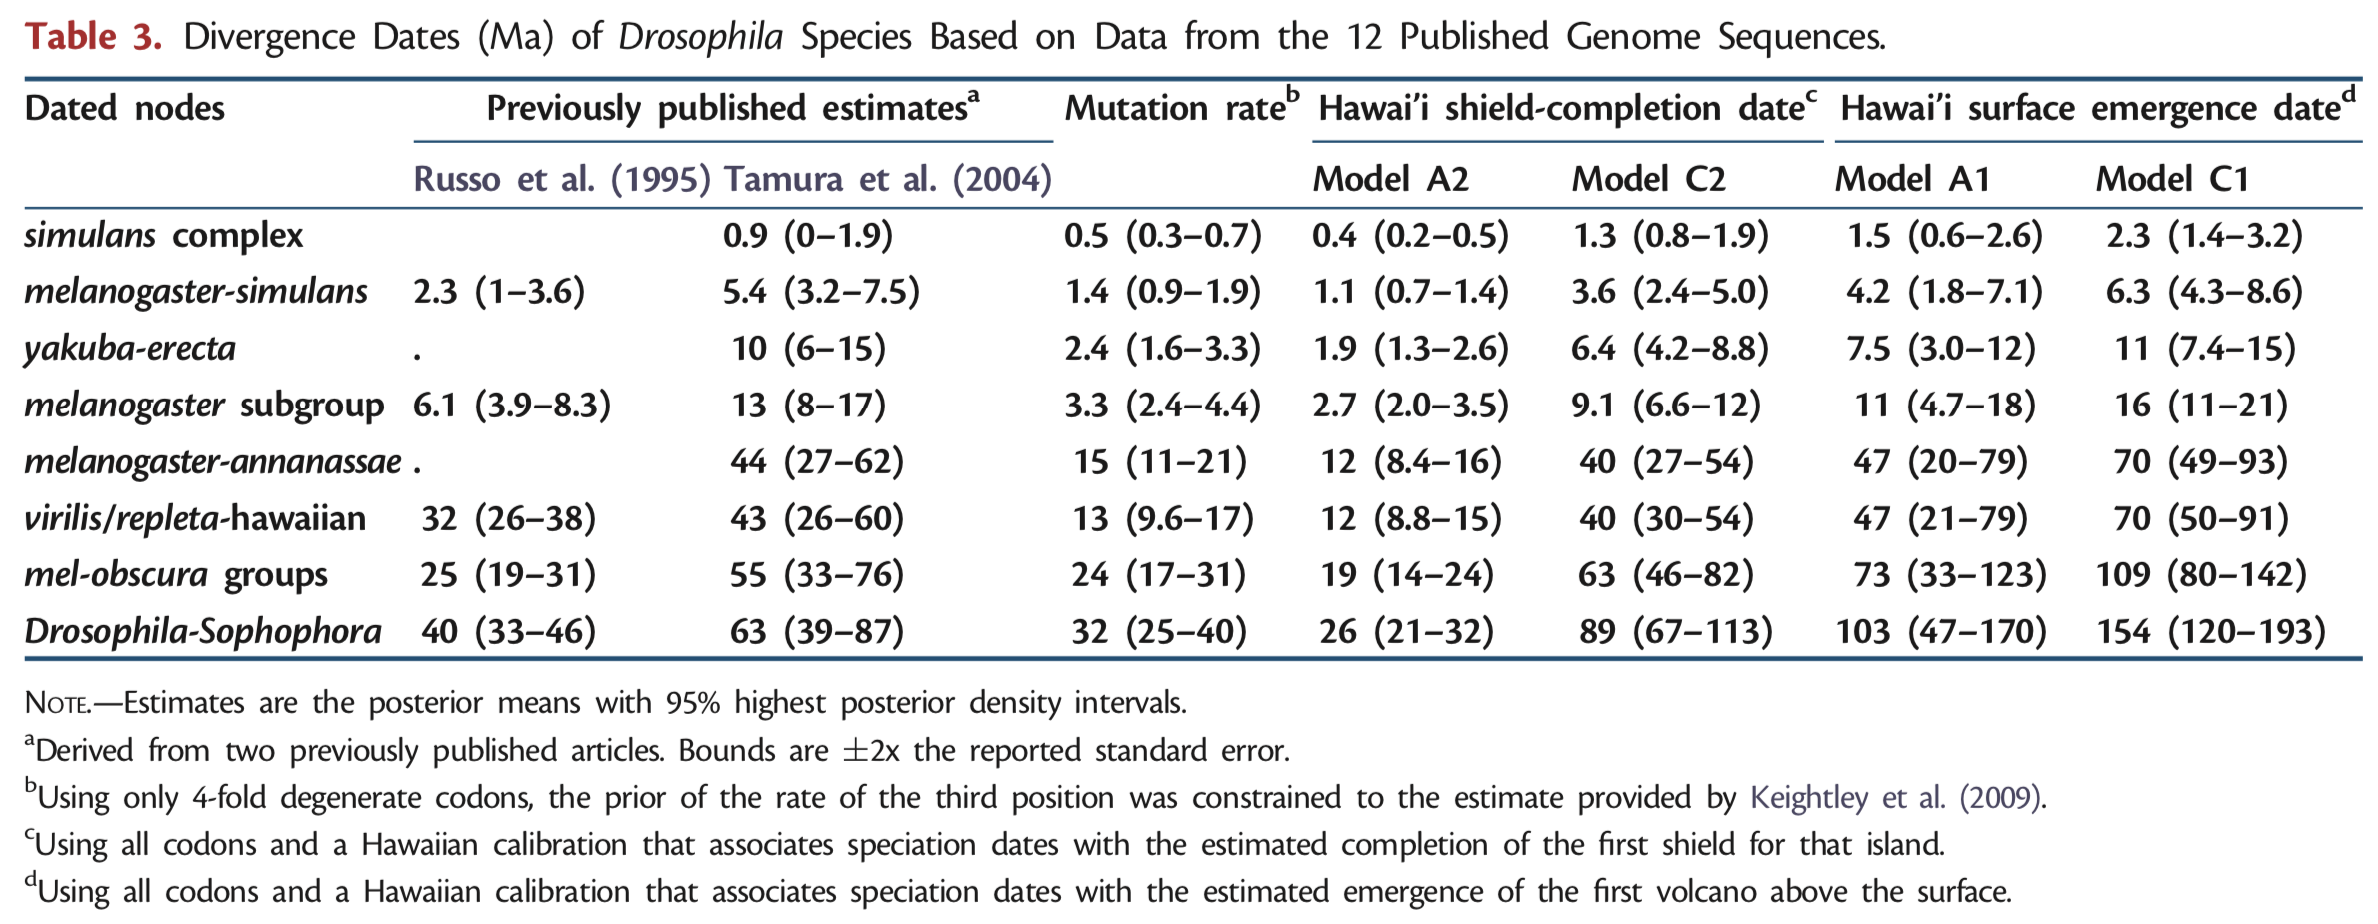 Table 3. Divergence Dates (Ma) of Drosophila Species Based on Data from the 12 Published Genome Sequences.
Dated nodes Previously published estimatesa Mutation rateb Hawai'i shield-completion datec Hawai'i surface emergence dated
Russo et al. (1995) Tamura et al. (2004) Model A2 Model C2 Model A1 Model C1
simulans complex 0.9 (0–1.9) 0.5 (0.3–0.7) 0.4 (0.2–0.5) 1.3 (0.8–1.9) 1.5 (0.6–2.6) 2.3 (1.4–3.2)
melanogaster-simulans 2.3 (1–3.6) 5.4 (3.2–7.5) 1.4 (0.9–1.9) 1.1 (0.7–1.4) 3.6 (2.4–5.0) 4.2 (1.8–7.1) 6.3 (4.3–8.6)
yakuba-erecta . 10 (6–15) 2.4 (1.6–3.3) 1.9 (1.3–2.6) 6.4 (4.2–8.8) 7.5 (3.0–12) 11 (7.4–15)
melanogaster subgroup 6.1 (3.9–8.3) 13 (8–17) 3.3 (2.4–4.4) 2.7 (2.0–3.5) 9.1 (6.6–12) 11 (4.7–18) 16 (11–21)
melanogaster-annanassae . 44 (27–62) 15 (11–21) 12 (8.4–16) 40 (27–54) 47 (20–79) 70 (49–93)
virilis/repleta-hawaiian 32 (26–38) 43 (26–60) 13 (9.6–17) 12 (8.8–15) 40 (30–54) 47 (21–79) 70 (50–91)
mel-obscura groups 25 (19–31) 55 (33–76) 24 (17–31) 19 (14–24) 63 (46–82) 73 (33–123) 109 (80–142)
Drosophila-Sophophora 40 (33–46) 63 (39–87) 32 (25–40) 26 (21–32) 89 (67–113) 103 (47–170) 154 (120–193)
NOTE.—Estimates are the posterior means with 95% highest posterior density intervals.
aDerived from two previously published articles. Bounds are ±2x the reported standard error.
bUsing only 4-fold degenerate codons, the prior of the rate of the third position was constrained to the estimate provided by Keightley et al. (2009).
cUsing all codons and a Hawaiian calibration that associates speciation dates with the estimated completion of the first shield for that island.
dUsing all codons and a Hawaiian calibration that associates speciation dates with the estimated emergence of the first volcano above the surface.